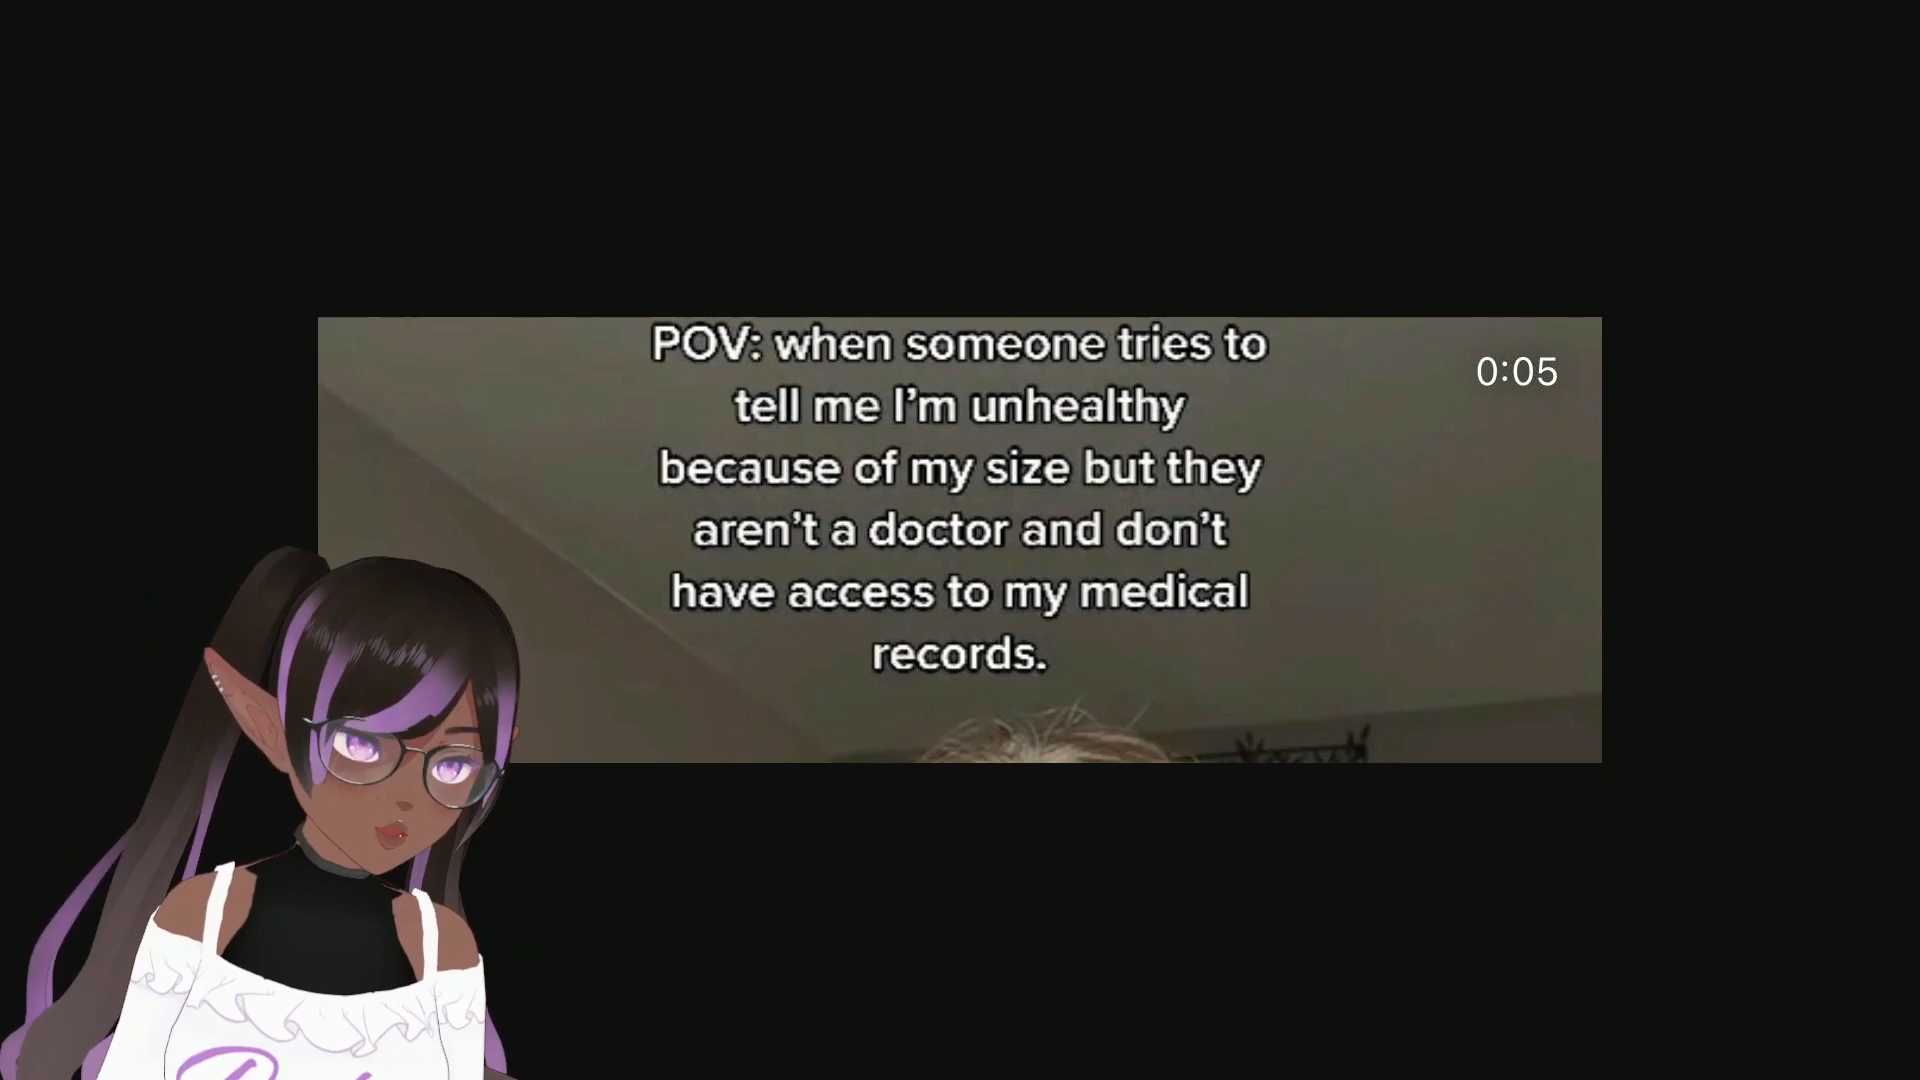 POV: when someone tries to
tell me I'm unhealthy
because of my size but they
aren't a doctor and don't
have access to my medical
records.
0:05